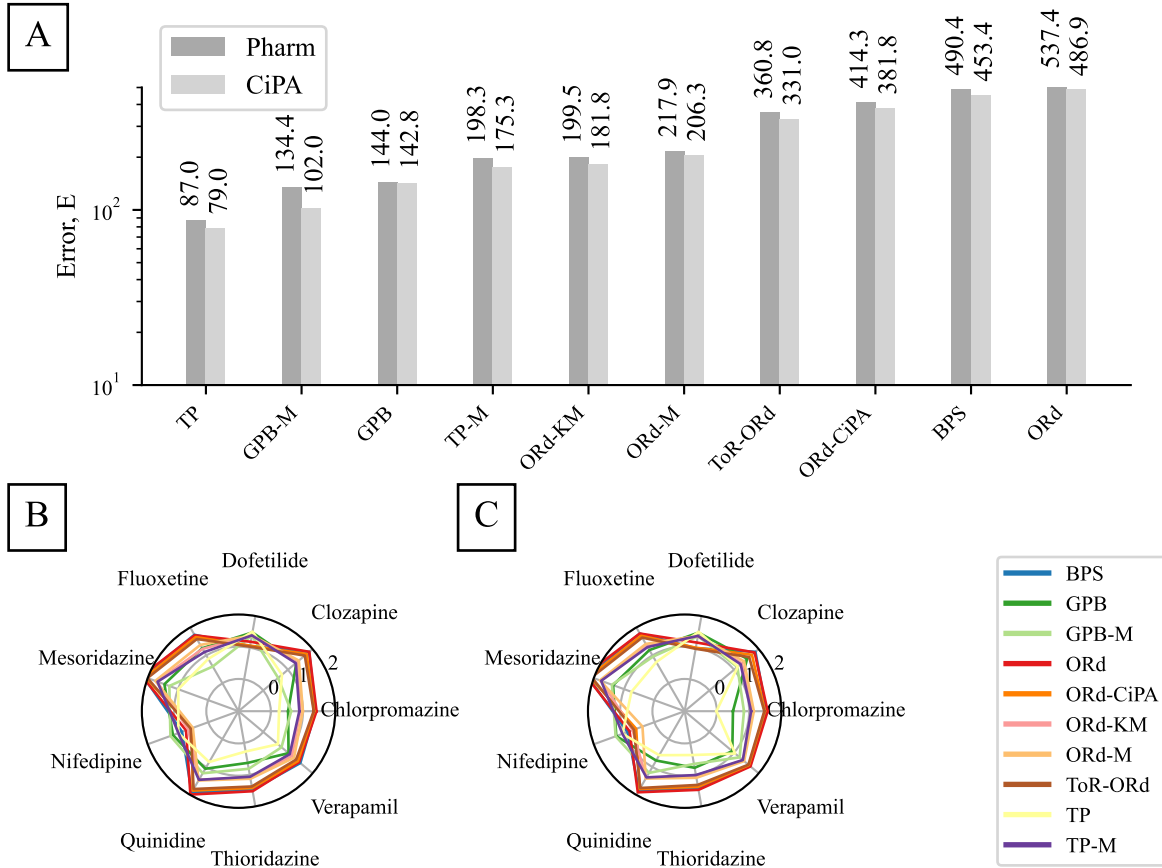 A
Pharm
CiPA
Error, E
10²
10¹
87.0
79.0
134.4
102.0
144.0
142.8
198.3
175.3
199.5
181.8
217.9
206.3
360.8
331.0
414.3
381.8
490.4
453.4
537.4
486.9
TP
GPB-M
GPB
TP-M
ORd-KM
ORd-M
ToR-ORd
ORd-CiPA
BPS
ORd
B
Dofetilide
Fluoxetine
Clozapine
Mesoridazine
2
1
0
Chlorpromazine
Nifedipine
Verapamil
Quinidine
Thioridazine
C
Dofetilide
Fluoxetine
Clozapine
Mesoridazine
2
1
0
Chlorpromazine
Nifedipine
Verapamil
Quinidine
Thioridazine
BPS
GPB
GPB-M
ORd
ORd-CiPA
ORd-KM
ORd-M
ToR-ORd
TP
TP-M